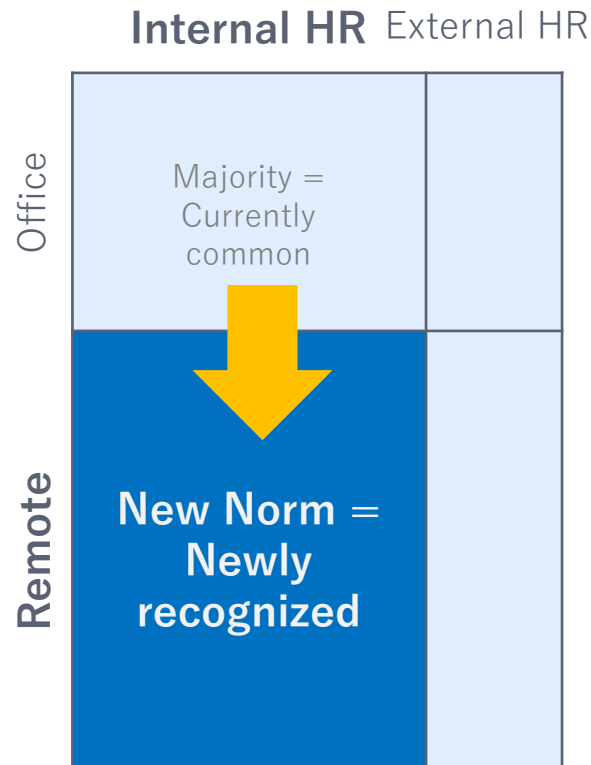 Internal HR External HR
Office
Majority =
Currently
common
Remote
New Norm =
Newly
recognized